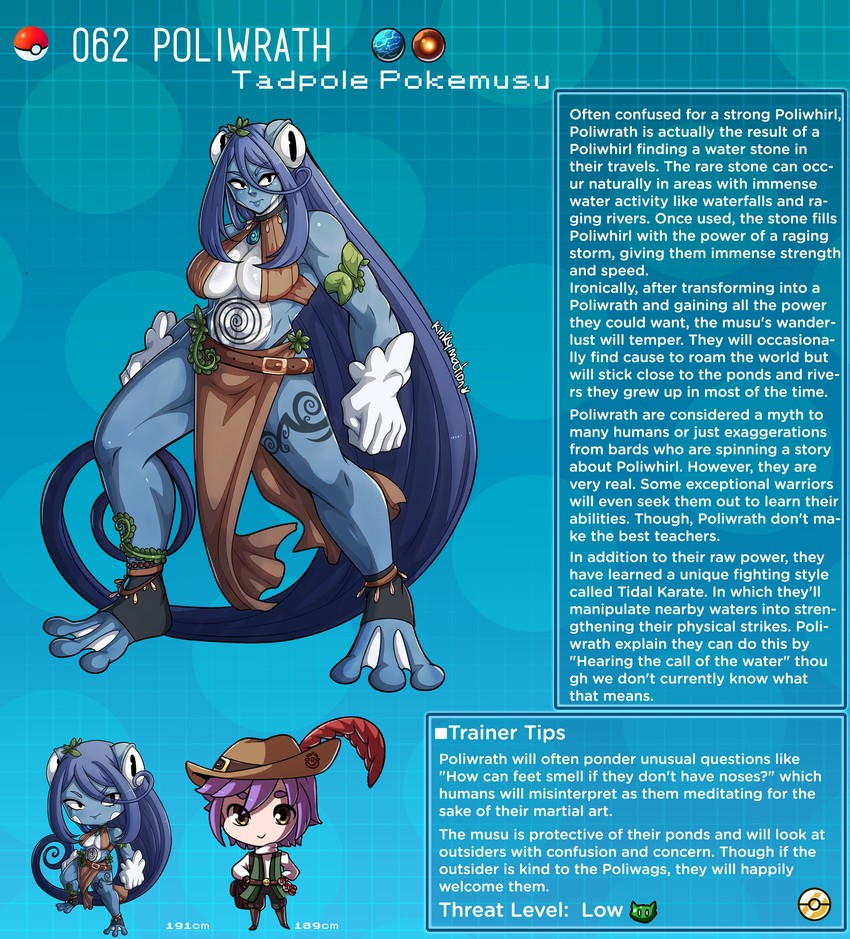 062 POLIWRATH
Tadpole Pokemusu
Often confused for a strong Poliwhirl,
Poliwrath is actually the result of a
Poliwhirl finding a water stone in
their travels. The rare stone can occ-
ur naturally in areas with immense
water activity like waterfalls and ra-
ging rivers. Once used, the stone fills
Poliwhirl with the power of a raging
storm, giving them immense strength
and speed.
Ironically, after transforming into a
Poliwrath and gaining all the power
they could want, the musu's wander-
lust will temper. They will occasiona-
lly find cause to roam the world but
will stick close to the ponds and rive-
rs they grew up in most of the time.
Poliwrath are considered a myth to
many humans or just exaggerations
from bards who are spinning a story
about Poliwhirl. However, they are
very real. Some exceptional warriors
will even seek them out to learn their
abilities. Though, Poliwrath don't ma-
ke the best teachers.
In addition to their raw power, they
have learned a unique fighting style
called Tidal Karate. In which they'll
manipulate nearby waters into stren-
gthening their physical strikes. Poli-
wrath explain they can do this by
"Hearing the call of the water" thou
gh we don't currently know what
that means.
kinkymation
Trainer Tips
Poliwrath will often ponder unusual questions like
"How can feet smell if they don't have noses?" which
humans will misinterpret as them meditating for the
sake of their martial art.
The musu is protective of their ponds and will look at
outsiders with confusion and concern. Though if the
outsider is kind to the Poliwags, they will happily
welcome them.
Threat Level: Low
191cm
189cm